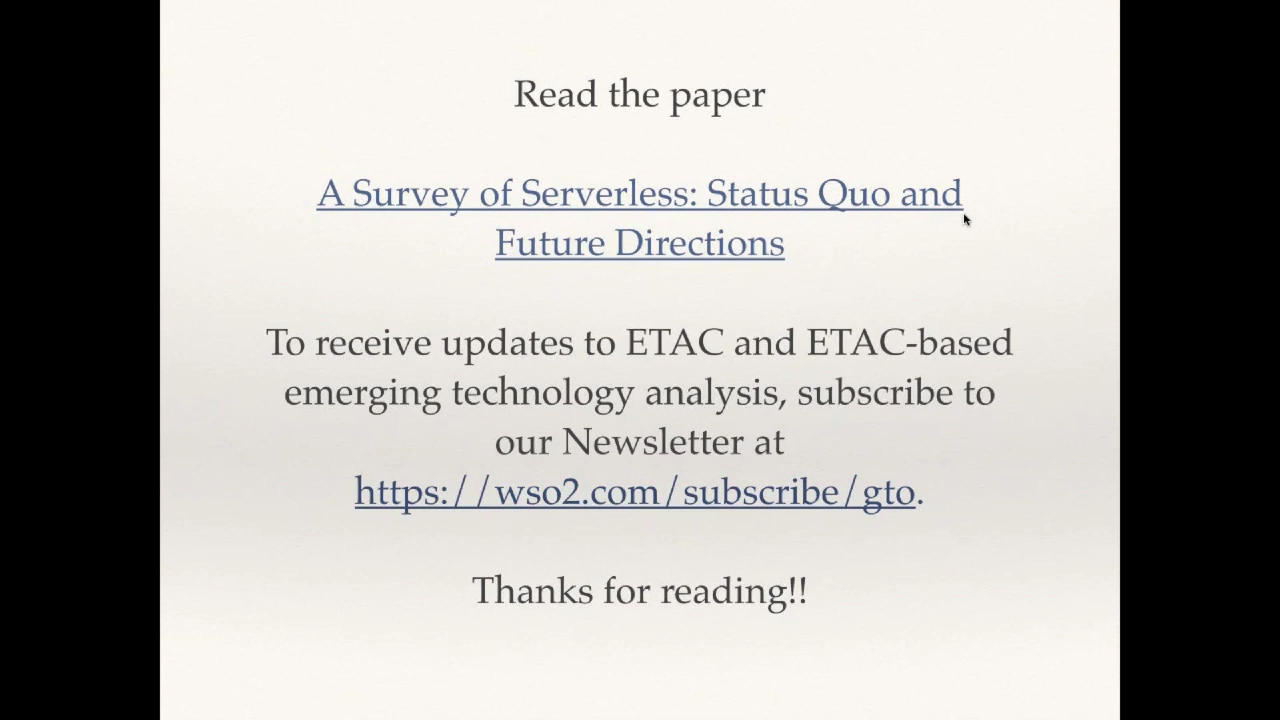 Read the paper
A Survey of Serverless: Status Quo and
Future Directions
To receive updates to ETAC and ETAC-based
emerging technology analysis, subscribe to
our Newsletter at
https://wso2.com/subscribe/gto.
Thanks for reading!!